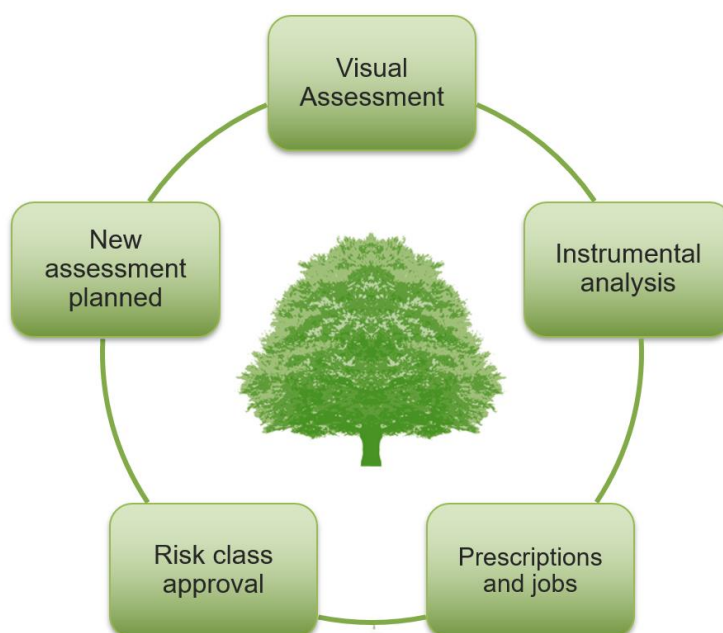 Visual
Assessment
Instrumental
analysis
Prescriptions
and jobs
Risk class
approval
New
assessment
planned